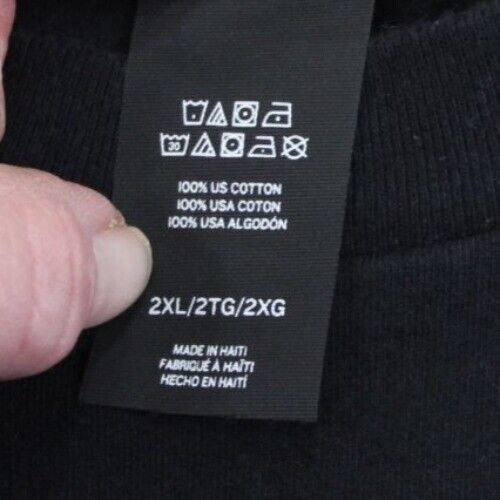 30
100% US COTTON
100% USA COTON
100% USA ALGODÓN
2XL/2TG/2XG
MADE IN HAITI
FABRIQUÉ À HAÏTI
HECHO EN HAITÍ